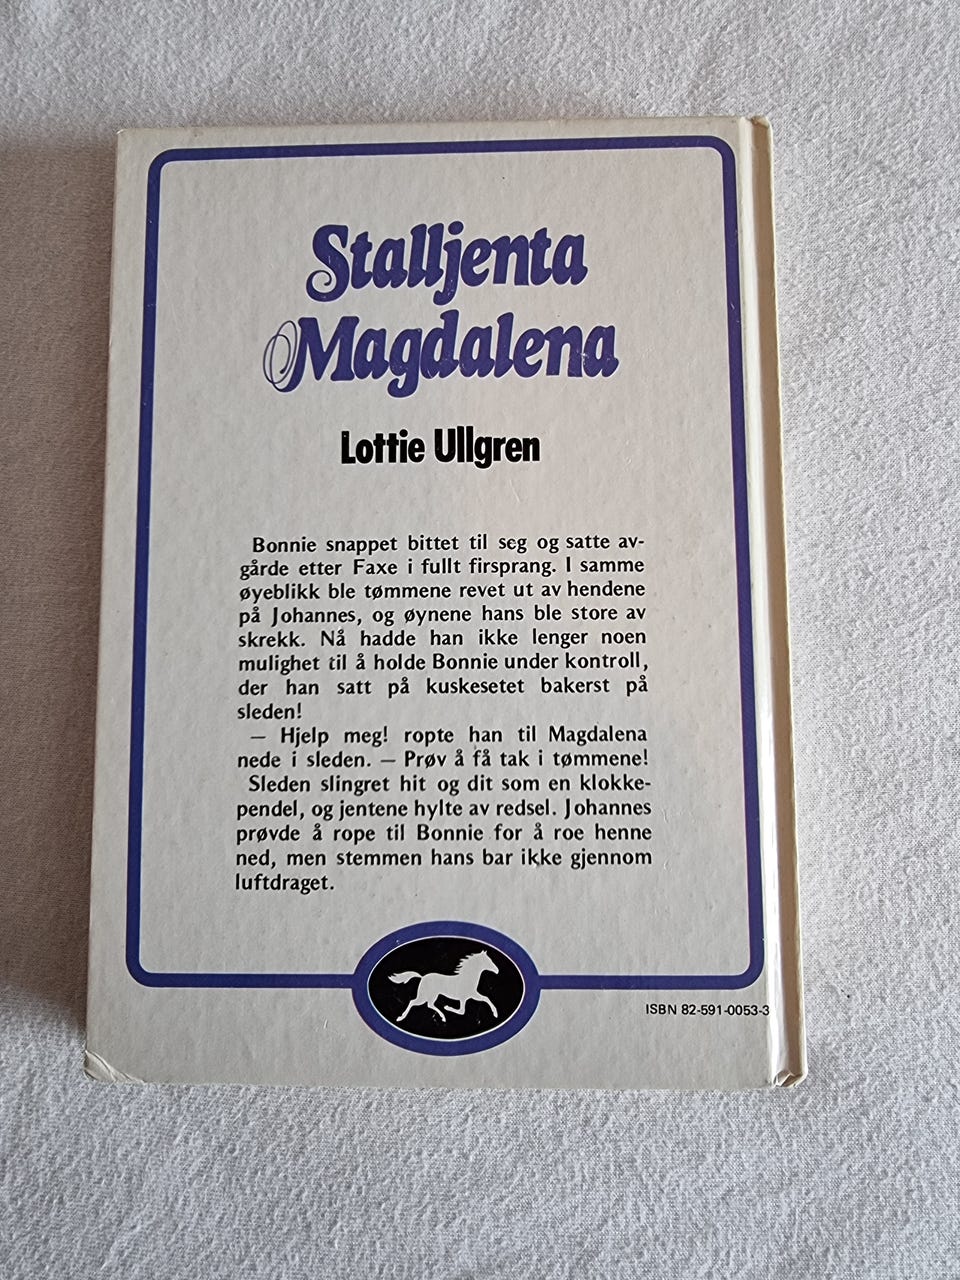 Stalljenta
Magdalena
Lottie Ullgren
Bonnie snappet bittet til seg og satte av-
gårde etter Faxe i fullt firsprang. I samme
øyeblikk ble tømmene revet ut av hendene
på Johannes, og øynene hans ble store av
skrekk. Nå hadde han ikke lenger noen
mulighet til å holde Bonnie under kontroll,
der han satt på kuskesetet bakerst på
sleden!
— Hjelp meg! ropte han til Magdalena
nede i sleden. — Prøv å få tak i tømmene!
Sleden slingret hit og dit som en klokke-
pendel, og jentene hylte av redsel. Johannes
prøvde å rope til Bonnie for å roe henne
ned, men stemmen hans bar ikke gjennom
luftdraget.
ISBN 82-591-0053-3